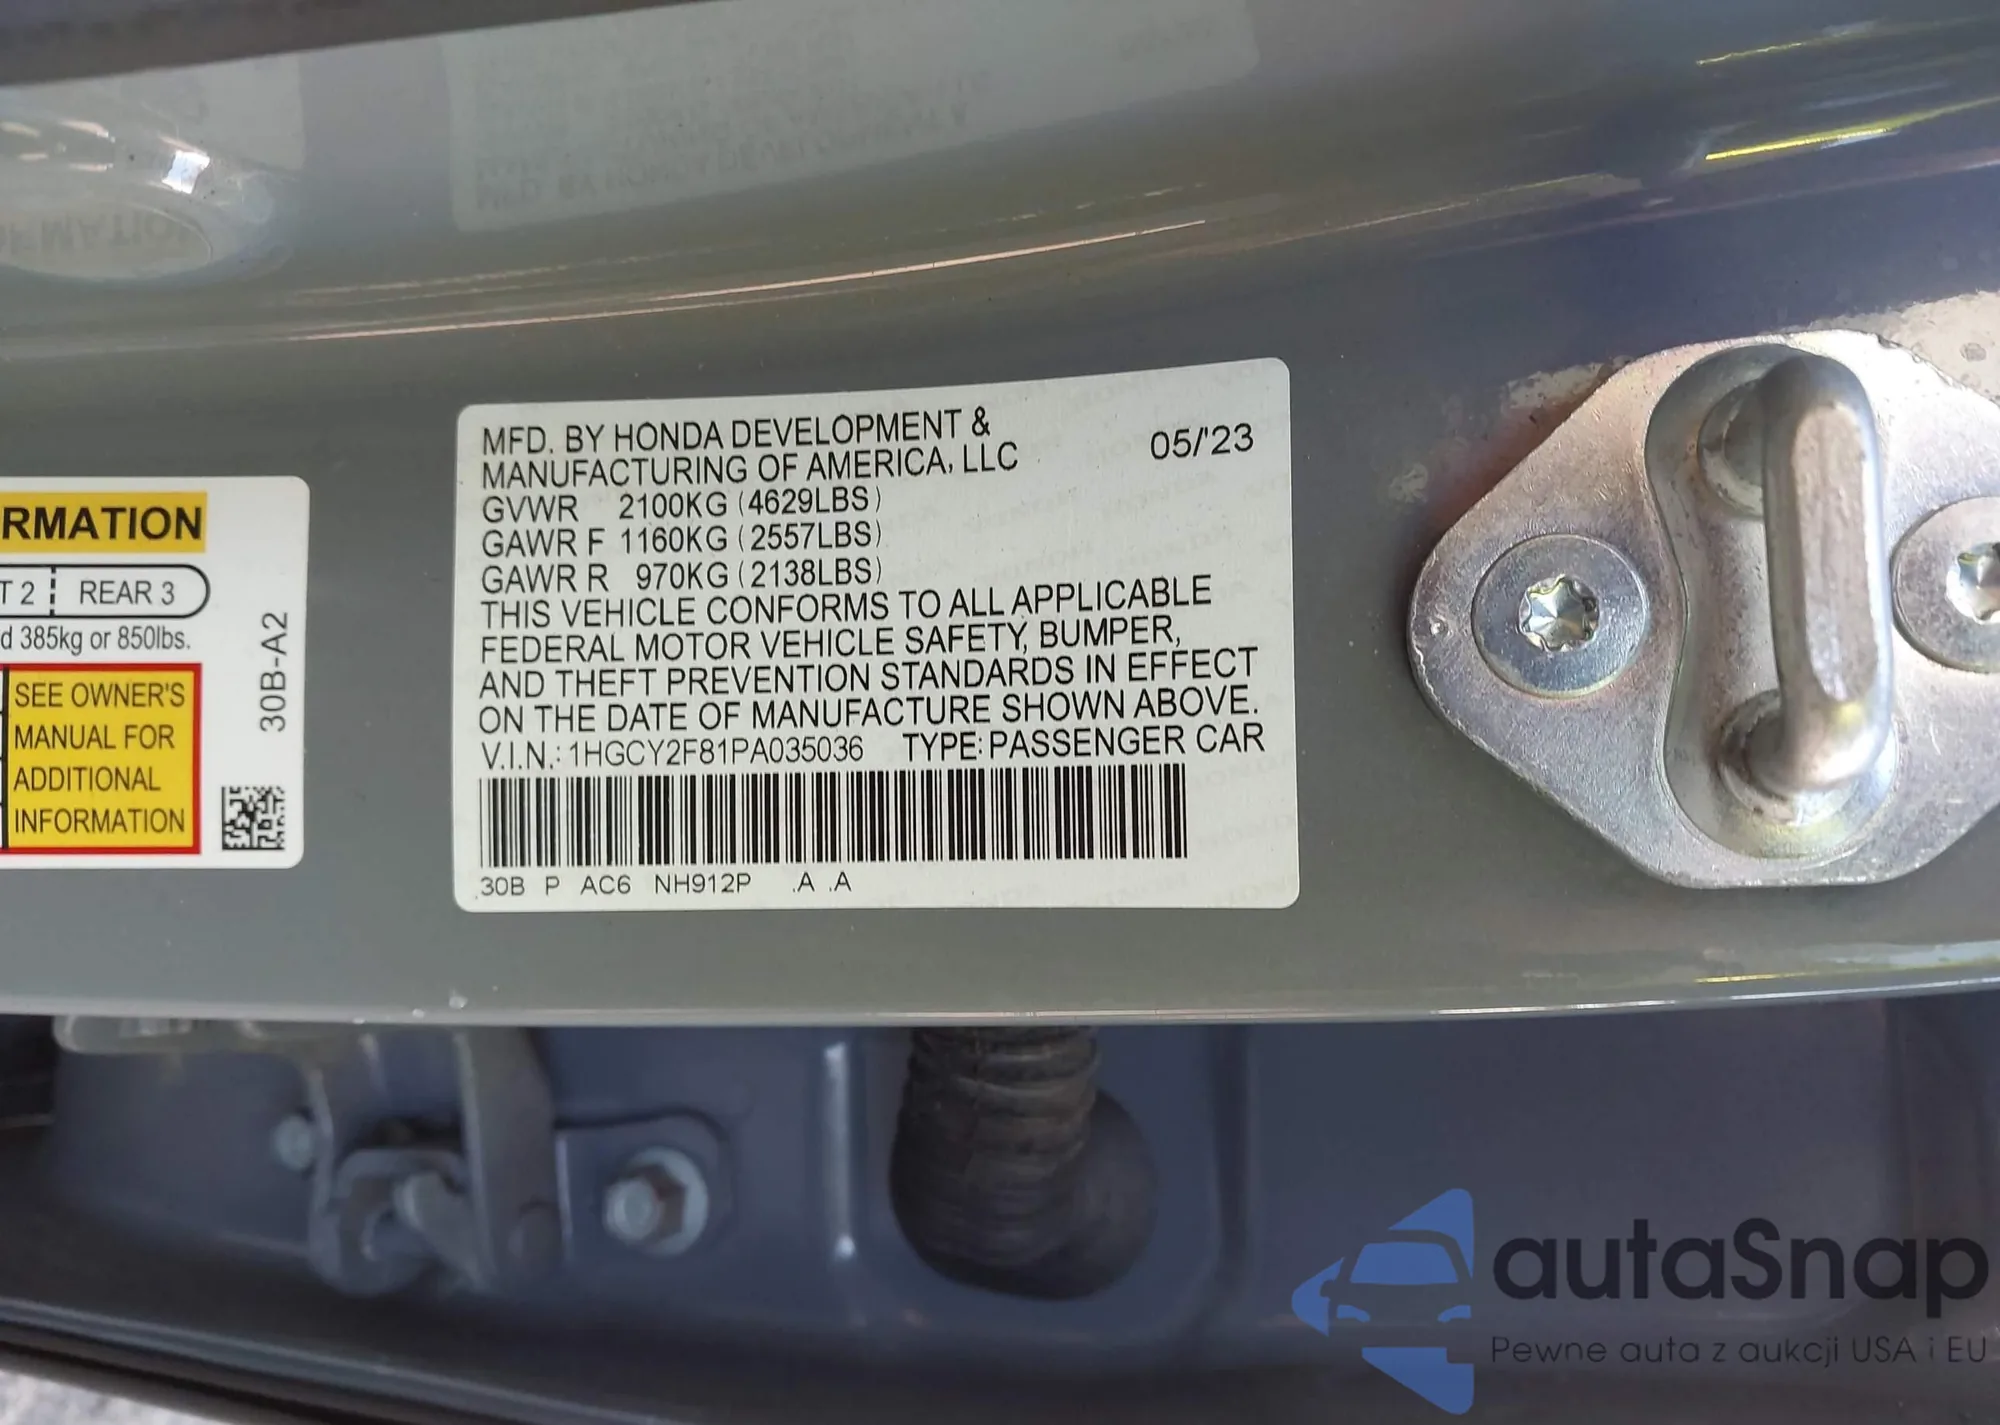 RMATION
T 2 REAR 3
d 385kg or 850lbs.
SEE OWNER'S
MANUAL FOR
ADDITIONAL
INFORMATION
30B-A2
MFD. BY HONDA DEVELOPMENT &
MANUFACTURING OF AMERICA, LLC
05/'23
GVWR 2100KG (4629LBS)
GAWR F 1160KG (2557LBS)
GAWR R 970KG (2138LBS)
THIS VEHICLE CONFORMS TO ALL APPLICABLE
FEDERAL MOTOR VEHICLE SAFETY, BUMPER,
AND THEFT PREVENTION STANDARDS IN EFFECT
ON THE DATE OF MANUFACTURE SHOWN ABOVE.
V.I.N.: 1HGCY2F81PA035036 TYPE: PASSENGER CAR
30B P AC6 NH912P .A .A
autaSnap
Pewne auta z aukcji USA i EU